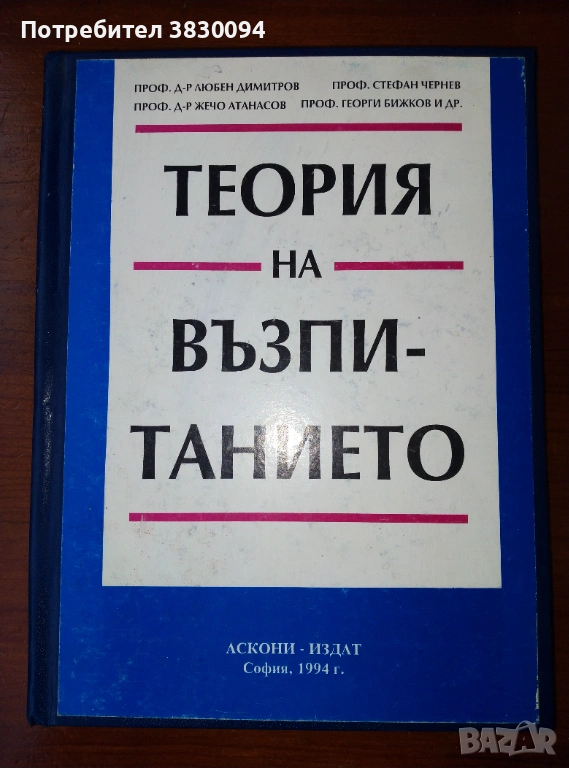 Потребител 3830094
ПРОФ. Д-Р ЛЮБЕН ДИМИТРОВ ПРОФ. СТЕФАН ЧЕРНЕВ
ПРОФ. Д-Р ЖЕЧО АТАНАСОВ ПРОФ. ГЕОРГИ БИЖКОВ И ДР.
ТЕОРИЯ
НА
ВЪЗПИ-
ТАНИЕТО
АСКОНИ - ИЗДАТ
София, 1994 г.
BAZAR